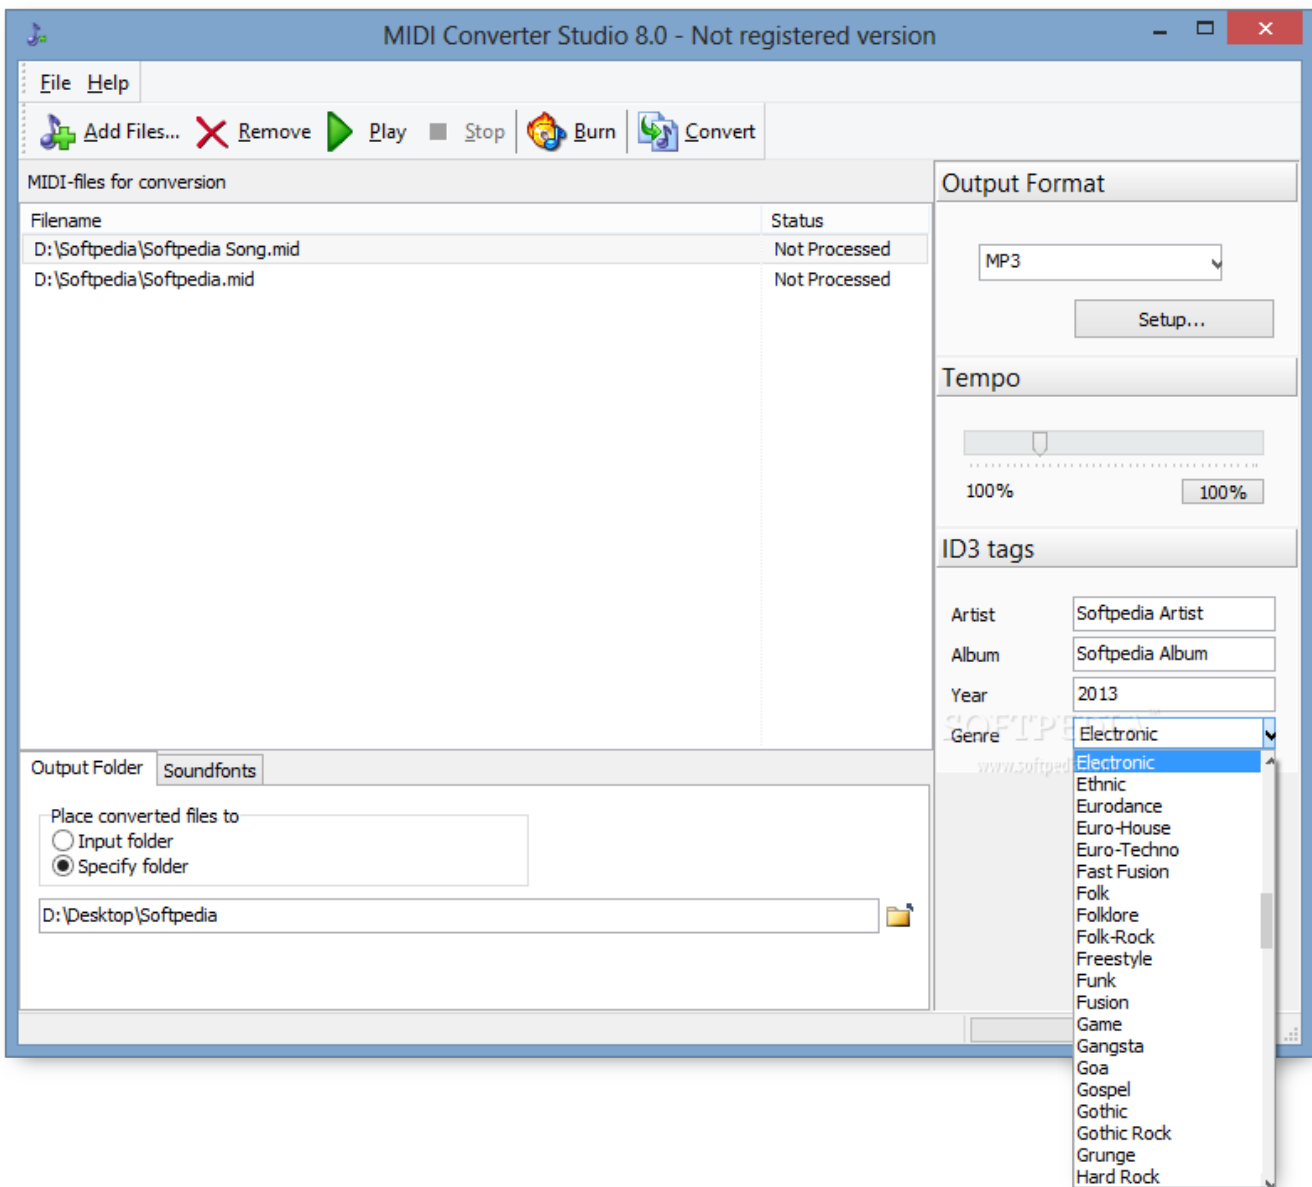 MIDI Converter Studio 8.0 - Not registered version
File Help
Add Files... Remove Play Stop Burn Convert
MIDI-files for conversion
Filename Status
D:\Softpedia\Softpedia Song.mid Not Processed
D:\Softpedia\Softpedia.mid Not Processed
Output Format
MP3
Setup...
Tempo
100% 100%
ID3 tags
Artist Softpedia Artist
Album Softpedia Album
Year 2013
SOFTPEDIA
Genre Electronic
www.softped
Electronic
Ethnic
Eurodance
Euro-House
Euro-Techno
Fast Fusion
Folk
Folklore
Folk-Rock
Freestyle
Funk
Fusion
Game
Gangsta
Goa
Gospel
Gothic
Gothic Rock
Grunge
Hard Rock
Output Folder Soundfonts
Place converted files to
Input folder
Specify folder
D:\Desktop\Softpedia